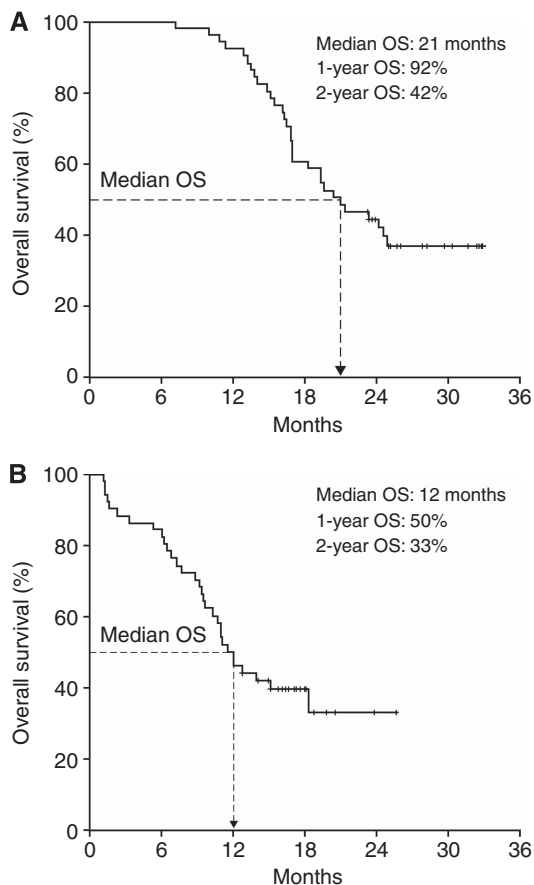 A
100
80
60
40
20
0
Overall survival (%)
Median OS: 21 months
1-year OS: 92%
2-year OS: 42%
Median OS
0 6 12 18 24 30 36
Months
B
100
80
60
40
20
0
Overall survival (%)
Median OS: 12 months
1-year OS: 50%
2-year OS: 33%
Median OS
0 6 12 18 24 30 36
Months